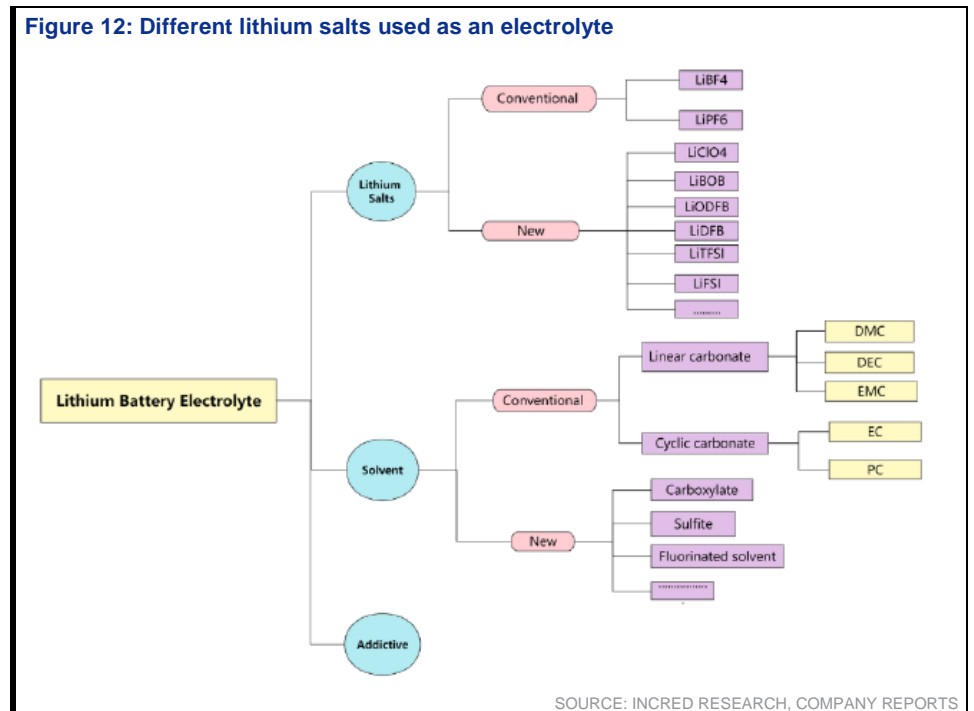 Figure 12: Different lithium salts used as an electrolyte
LiBF4
Conventional
LiPF6
LiClO4
Lithium
Salts
LiBOB
LiODFB
New
LiDFB
LiTFSI
LiFSI
.........
DMC
Linear carbonate
DEC
EMC
Lithium Battery Electrolyte
Conventional
EC
Cyclic carbonate
Solvent
PC
Carboxylate
Sulfite
New
Fluorinated solvent
...............
Addictive
SOURCE: INCRED RESEARCH, COMPANY REPORTS